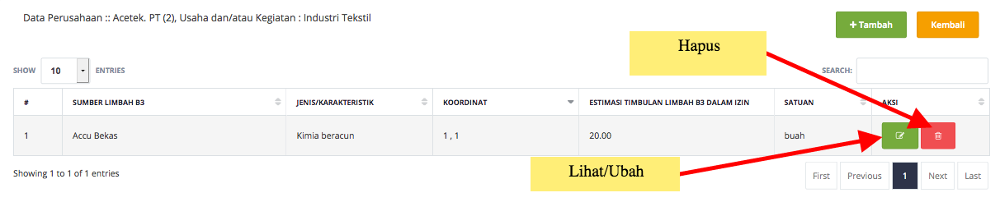 Data Perusahaan :: Acetek. PT (2), Usaha dan/atau Kegiatan : Industri Tekstil
+ Tambah
Kembali
Hapus
SHOW 10 ENTRIES
SEARCH:
# SUMBER LIMBAH B3 JENIS/KARAKTERISTIK KOORDINAT ESTIMASI TIMBULAN LIMBAH B3 DALAM IZIN SATUAN AKSI
1 Accu Bekas Kimia beracun 1 , 1 20.00 buah
Lihat/Ubah
Showing 1 to 1 of 1 entries
First Previous 1 Next Last